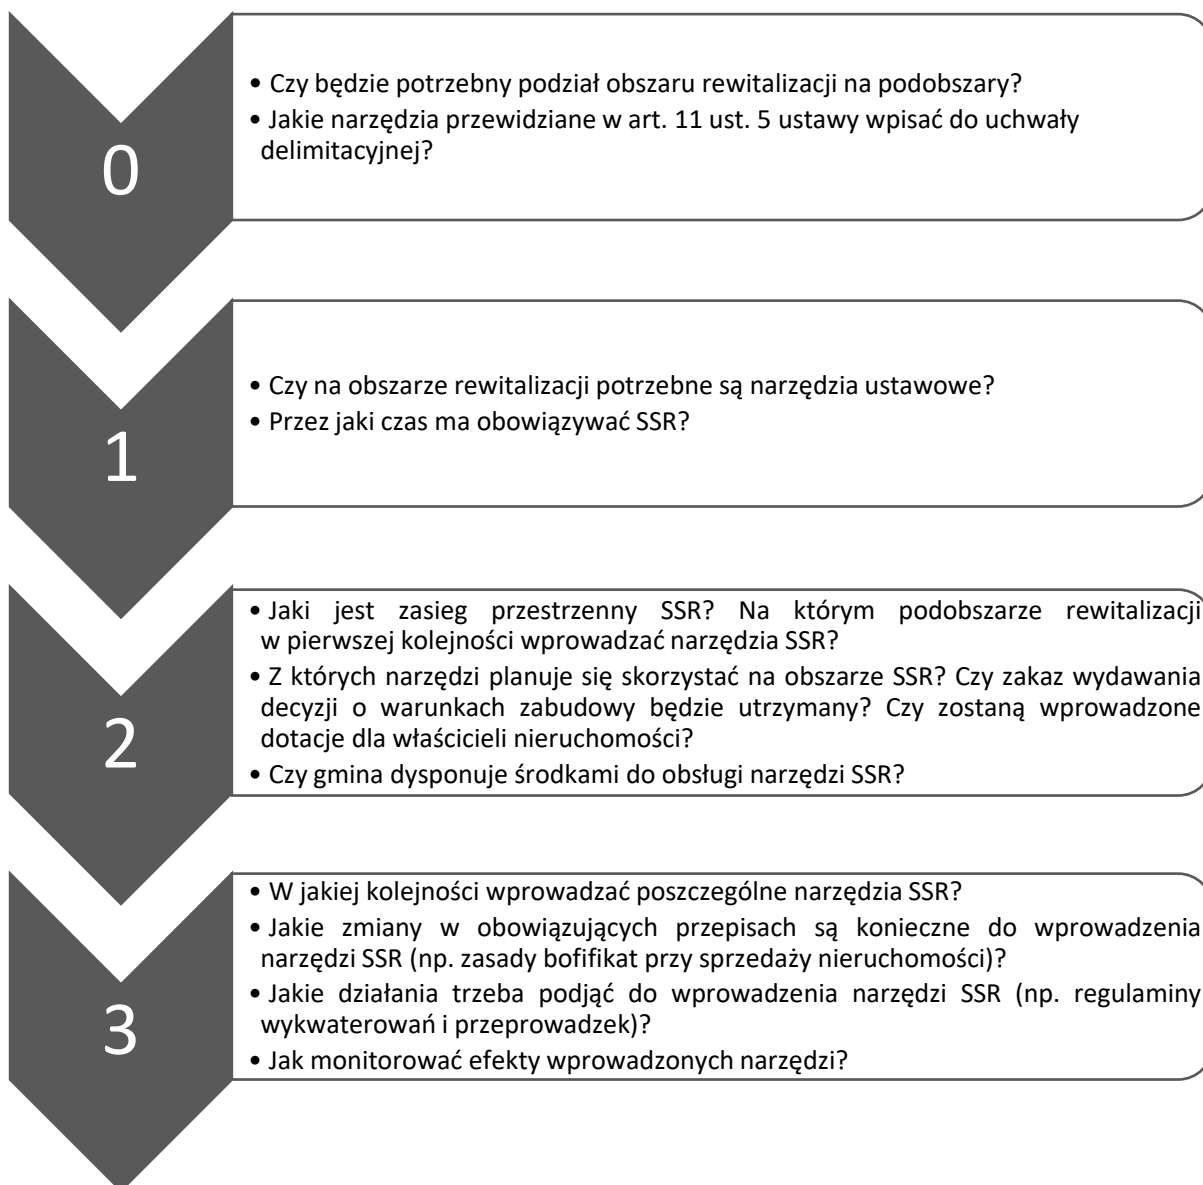 0
• Czy będzie potrzebny podział obszaru rewitalizacji na podobszary?
• Jakie narzędzia przewidziane w art. 11 ust. 5 ustawy wpisać do uchwały
delimitacyjnej?
1
• Czy na obszarze rewitalizacji potrzebne są narzędzia ustawowe?
• Przez jaki czas ma obowiązywać SSR?
2
• Jaki jest zasieg przestrzenny SSR? Na którym podobszarze rewitalizacji
w pierwszej kolejności wprowadzać narzędzia SSR?
• Z których narzędzi planuje się skorzystać na obszarze SSR? Czy zakaz wydawania
decyzji o warunkach zabudowy będzie utrzymany? Czy zostaną wprowadzone
dotacje dla właścicieli nieruchomości?
• Czy gmina dysponuje środkami do obsługi narzędzi SSR?
3
• W jakiej kolejności wprowadzać poszczególne narzędzia SSR?
• Jakie zmiany w obowiązujących przepisach są konieczne do wprowadzenia
narzędzi SSR (np. zasady bofifikat przy sprzedaży nieruchomości)?
• Jakie działania trzeba podjąć do wprowadzenia narzędzi SSR (np. regulaminy
wykwaterowań i przeprowadzek)?
• Jak monitorować efekty wprowadzonych narzędzi?